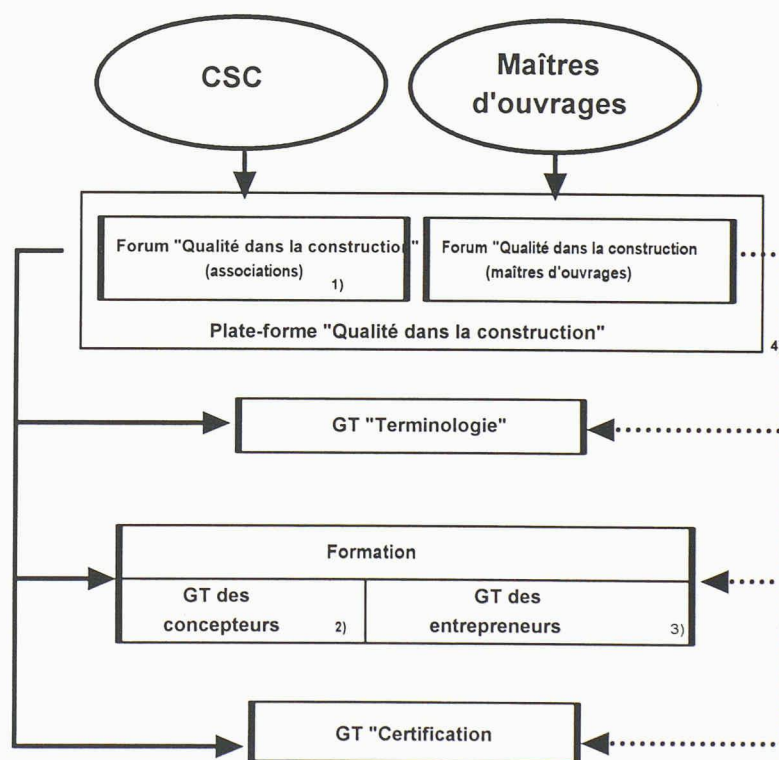 CSC
Maîtres
d'ouvrages
Forum "Qualité dans la construction"
(associations)
1)
Forum "Qualité dans la construction
(maîtres d'ouvrages)
Plate-forme "Qualité dans la construction"
4
GT "Terminologie"
Formation
GT des
concepteurs
2)
GT des
entrepreneurs
3)
GT "Certification